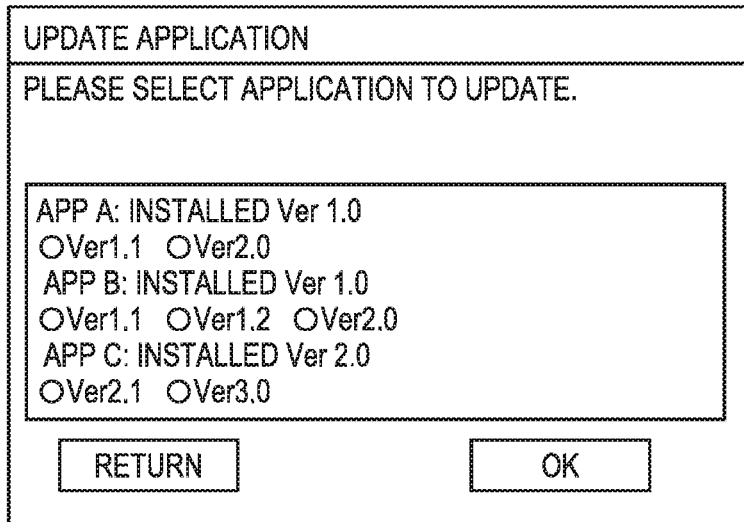 UPDATE APPLICATION
PLEASE SELECT APPLICATION TO UPDATE.
APP A: INSTALLED Ver 1.0
○Ver1.1 ○Ver2.0
APP B: INSTALLED Ver 1.0
○Ver1.1 ○Ver1.2 ○Ver2.0
APP C: INSTALLED Ver 2.0
○Ver2.1 ○Ver3.0
RETURN OK